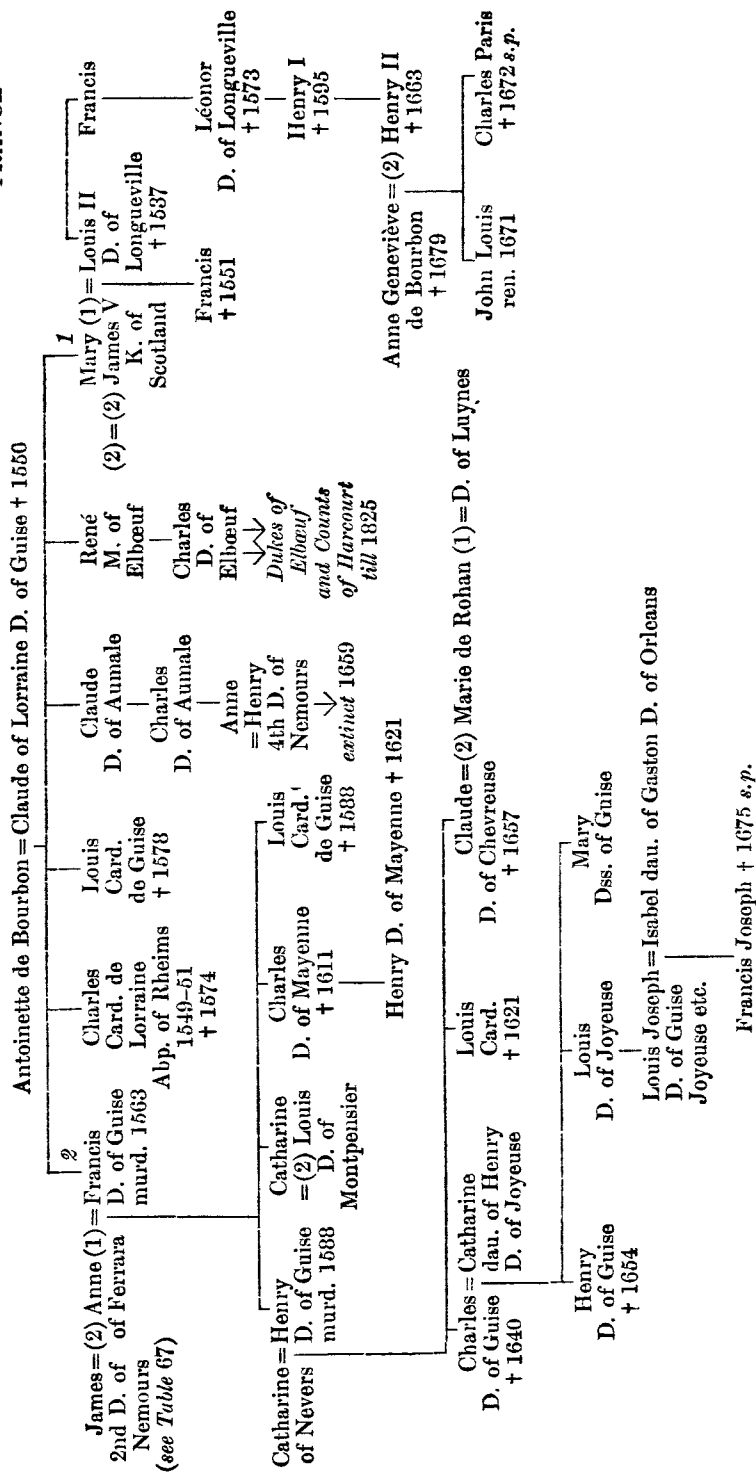 Antoinette de Bourbon = Claude of Lorraine D. of Guise † 1550
2
1
James = (2) Anne (1) = Francis
2nd D. of of Ferrara D. of Guise
Nemours murd. 1563
(see Table 67)
Charles
Card. de
Lorraine
Abp. of Rheims
1549–51
† 1574
Louis
Card.
de Guise
† 1578
Claude
D. of Aumale
Charles
D. of Aumale
Anne
= Henry
4th D. of
Nemours
extinct 1659
René
M. of
Elbœuf
Charles
D. of
Elbœuf
Dukes of
Elbœuf
and Counts
of Harcourt
till 1825
Mary (1) = Louis II
(2) = (2) James V D. of
K. of Longueville
Scotland † 1537
Francis
† 1551
Francis
Léonor
D. of Longueville
† 1573
Henry I
† 1595
Anne Geneviève = (2) Henry II
de Bourbon † 1663
† 1679
John Louis
ren. 1671
Charles Paris
† 1672 s.p.
Catharine = Henry
of Nevers D. of Guise
murd. 1588
Catharine
= (2) Louis
D. of
Montpensier
Charles
D. of Mayenne
† 1611
Henry D. of Mayenne † 1621
Louis
Card.
de Guise
† 1588
Charles = Catharine
D. of Guise dau. of Henry
† 1640 D. of Joyeuse
Louis
Card.
† 1621
Claude = (2) Marie de Rohan (1) = D. of Luynes
D. of Chevreuse
† 1657
Henry
D. of Guise
† 1654
Louis
D. of Joyeuse
Mary
Dss. of Guise
Louis Joseph = Isabel dau. of Gaston D. of Orleans
D. of Guise
Joyeuse etc.
Francis Joseph † 1675 s.p.